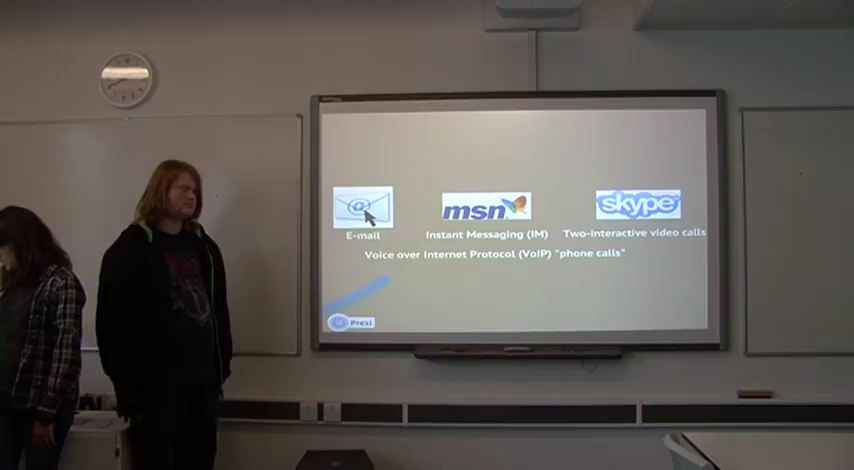 @
msn
skype
E-mail
Instant Messaging (IM)
Two-interactive video calls
Voice over Internet Protocol (VoIP) "phone calls"
Prezi